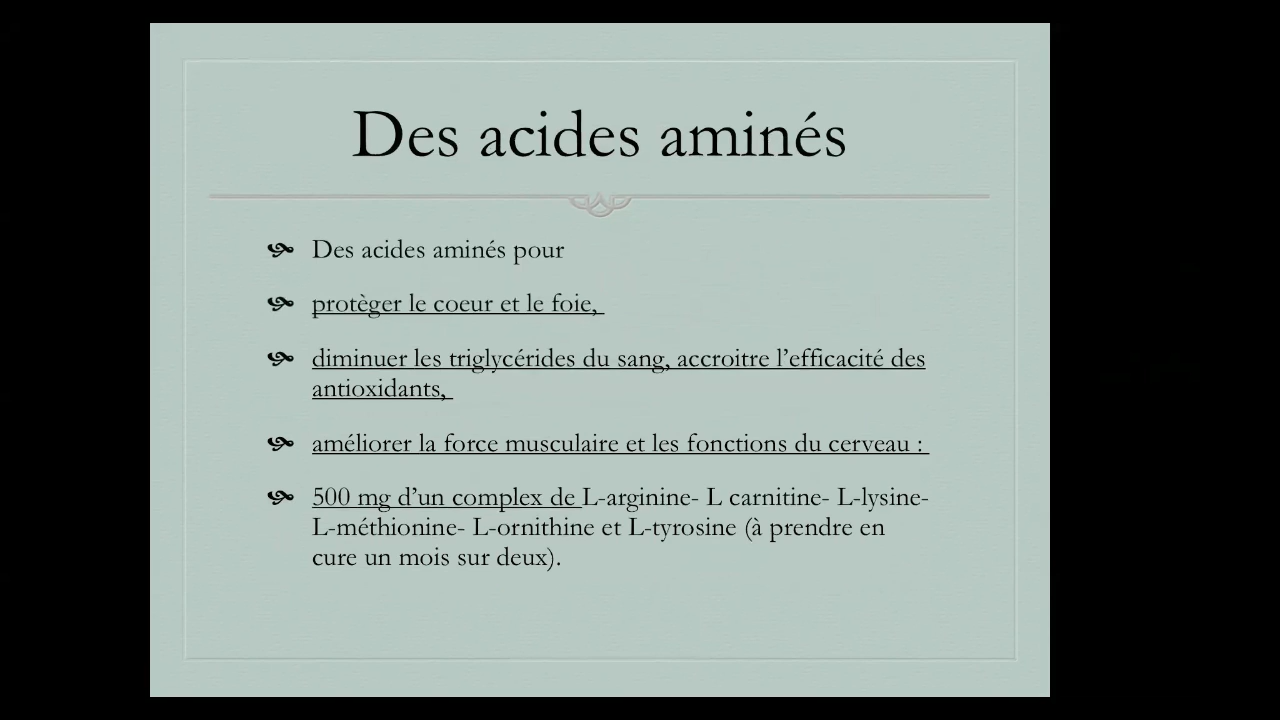 Des acides aminés
Des acides aminés pour
protèger le coeur et le foie,
diminuer les triglycérides du sang, accroitre l’efficacité des
antioxidants,
améliorer la force musculaire et les fonctions du cerveau :
500 mg d’un complex de L-arginine- L carnitine- L-lysine-
L-méthionine- L-ornithine et L-tyrosine (à prendre en
cure un mois sur deux).